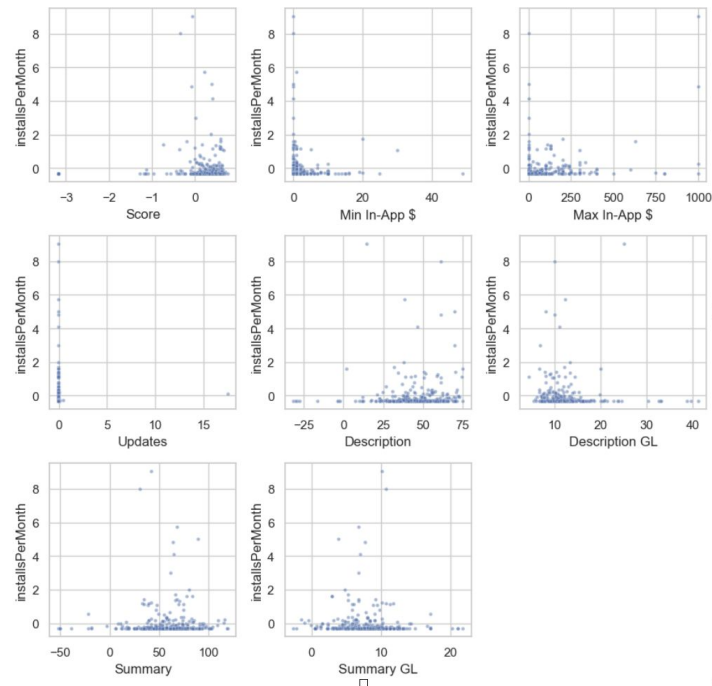 installsPerMonth
8
6
4
2
0
−3 −2 −1 0
Score
installsPerMonth
8
6
4
2
0
0 20 40
Min In-App $
installsPerMonth
8
6
4
2
0
0 250 500 750 1000
Max In-App $
installsPerMonth
8
6
4
2
0
0 5 10 15
Updates
installsPerMonth
8
6
4
2
0
−25 0 25 50 75
Description
installsPerMonth
8
6
4
2
0
10 20 30 40
Description GL
installsPerMonth
8
6
4
2
0
−50 0 50 100
Summary
installsPerMonth
8
6
4
2
0
0 10 20
Summary GL